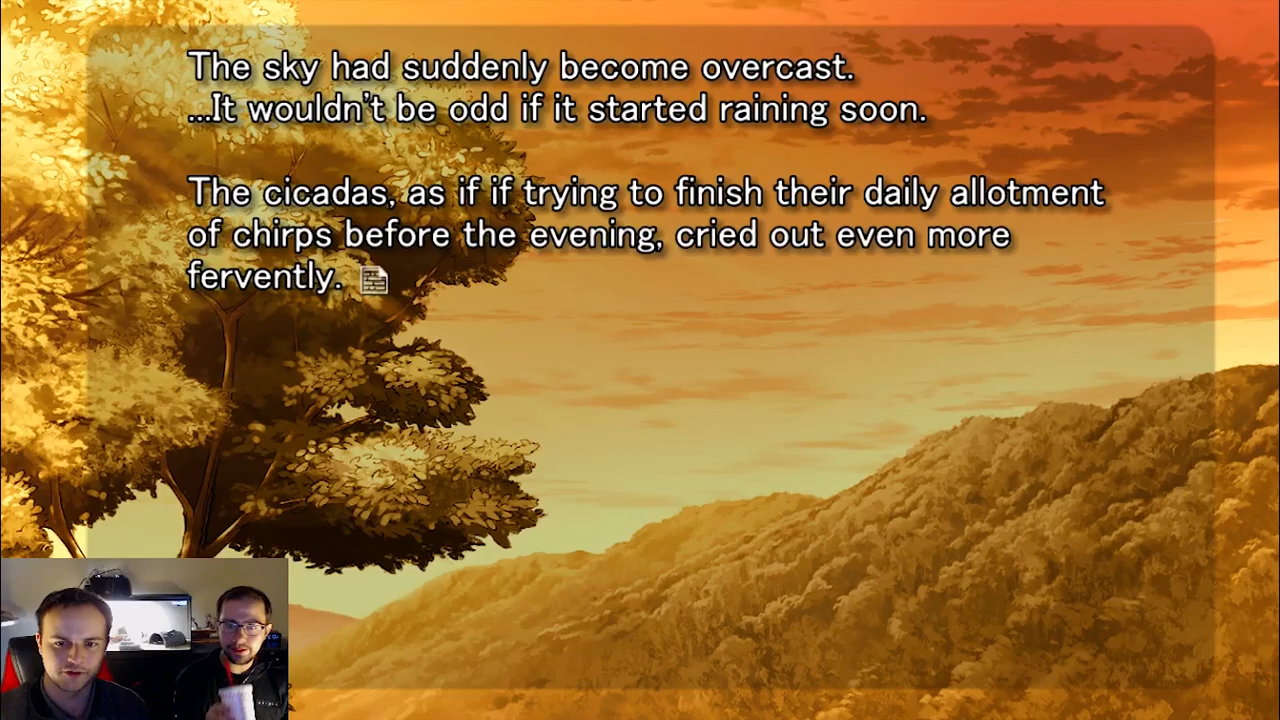 The sky had suddenly become overcast.
...It wouldn't be odd if it started raining soon.
The cicadas, as if if trying to finish their daily allotment
of chirps before the evening, cried out even more
fervently.